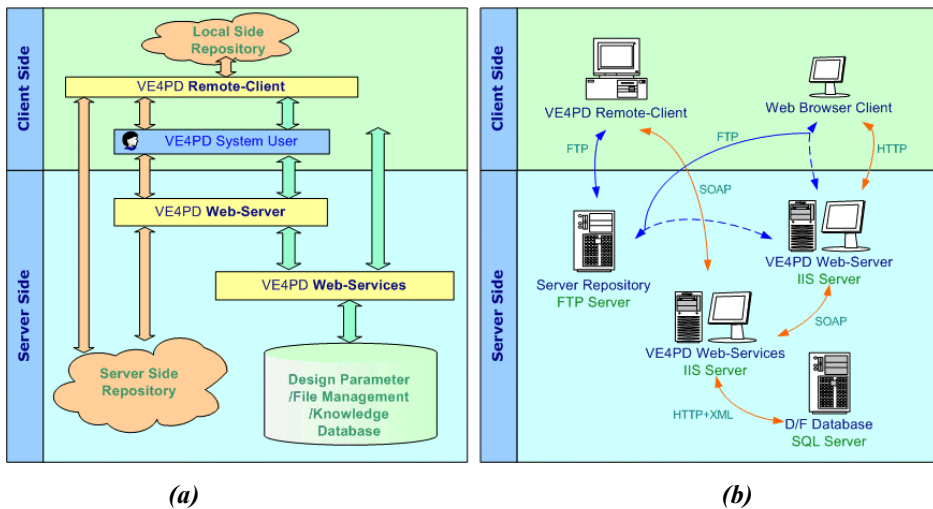 Client Side
Server Side
Local Side
Repository
VE4PD Remote-Client
VE4PD System User
VE4PD Web-Server
VE4PD Web-Services
Server Side
Repository
Design Parameter
/File Management
/Knowledge
Database
(a)
Client Side
Server Side
VE4PD Remote-Client
Web Browser Client
FTP
FTP
HTTP
SOAP
Server Repository
FTP Server
VE4PD Web-Server
IIS Server
SOAP
VE4PD Web-Services
IIS Server
HTTP+XML
D/F Database
SQL Server
(b)